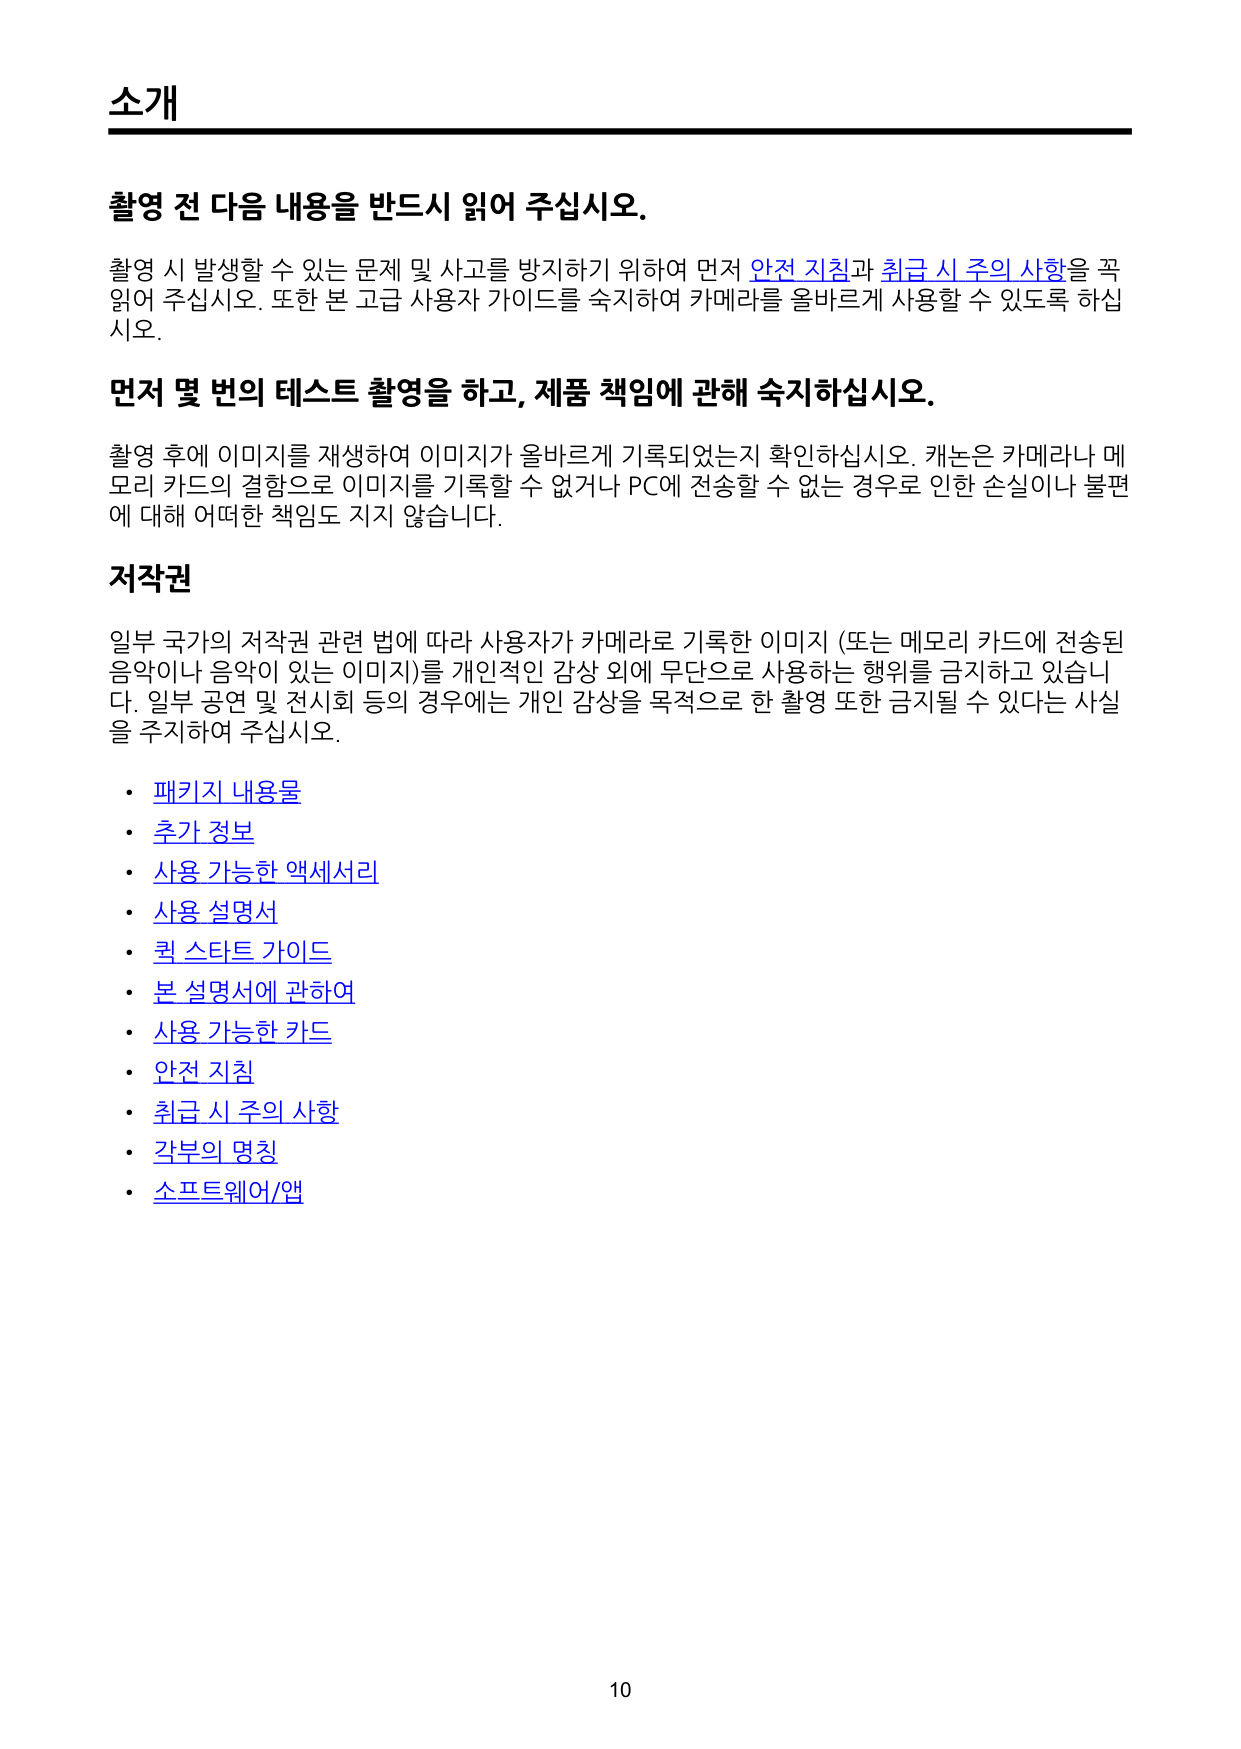 소개
촬영 전 다음 내용을 반드시 읽어 주십시오.
촬영 시 발생할 수 있는 문제 및 사고를 방지하기 위하여 먼저 안전 지침과 취급 시 주의 사항을 꼭
읽어 주십시오. 또한 본 고급 사용자 가이드를 숙지하여 카메라를 올바르게 사용할 수 있도록 하십
시오.
먼저 몇 번의 테스트 촬영을 하고, 제품 책임에 관해 숙지하십시오.
촬영 후에 이미지를 재생하여 이미지가 올바르게 기록되었는지 확인하십시오. 캐논은 카메라나 메
모리 카드의 결함으로 이미지를 기록할 수 없거나 PC에 전송할 수 없는 경우로 인한 손실이나 불편
에 대해 어떠한 책임도 지지 않습니다.
저작권
일부 국가의 저작권 관련 법에 따라 사용자가 카메라로 기록한 이미지 (또는 메모리 카드에 전송된
음악이나 음악이 있는 이미지)를 개인적인 감상 외에 무단으로 사용하는 행위를 금지하고 있습니
다. 일부 공연 및 전시회 등의 경우에는 개인 감상을 목적으로 한 촬영 또한 금지될 수 있다는 사실
을 주지하여 주십시오.
• 패키지 내용물
• 추가 정보
• 사용 가능한 액세서리
• 사용 설명서
• 퀵 스타트 가이드
• 본 설명서에 관하여
• 사용 가능한 카드
• 안전 지침
• 취급 시 주의 사항
• 각부의 명칭
• 소프트웨어/앱
10